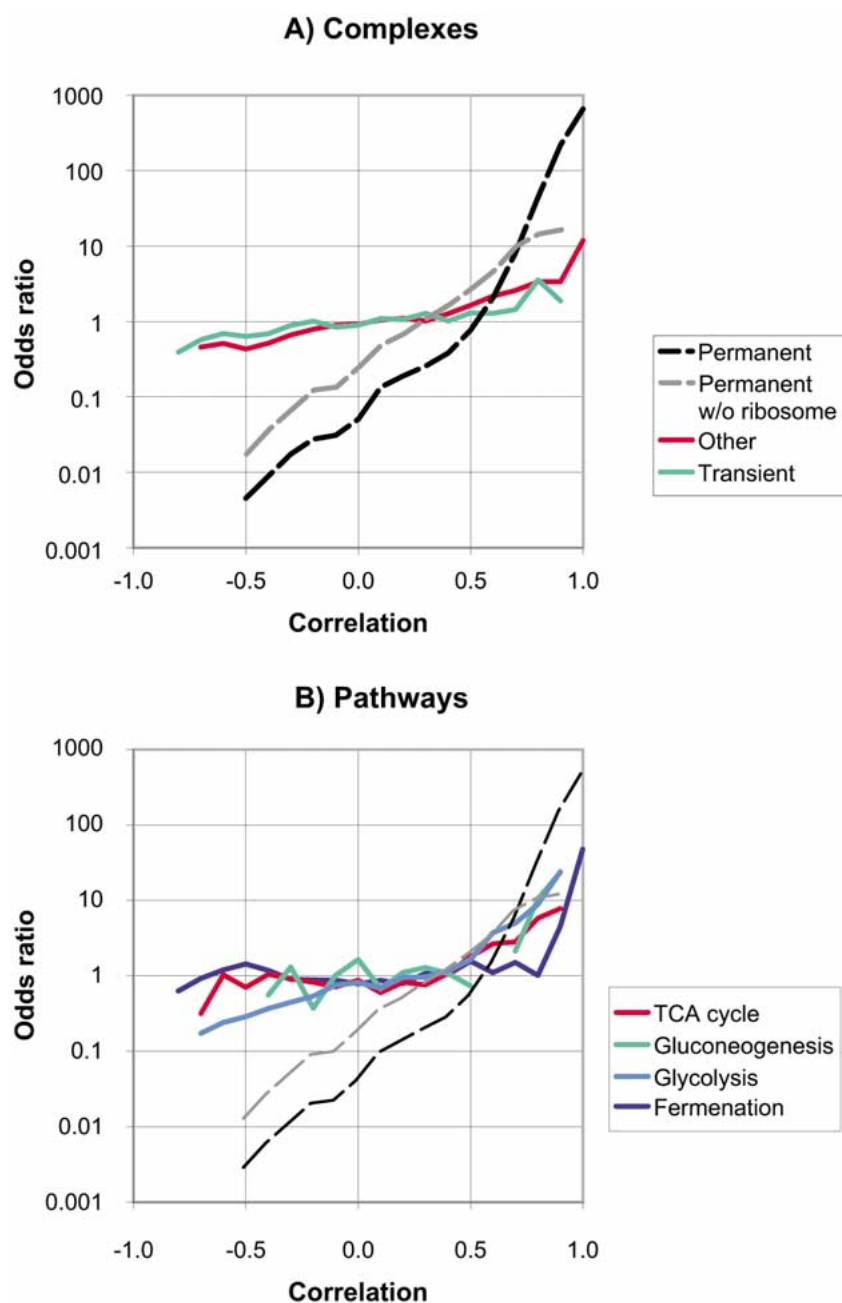 A) Complexes
1000
100
10
1
0.1
0.01
0.001
Odds ratio
-1.0 -0.5 0.0 0.5 1.0
Correlation
Permanent
Permanent
w/o ribosome
Other
Transient
B) Pathways
1000
100
10
1
0.1
0.01
0.001
Odds ratio
-1.0 -0.5 0.0 0.5 1.0
Correlation
TCA cycle
Gluconeogenesis
Glycolysis
Fermenation